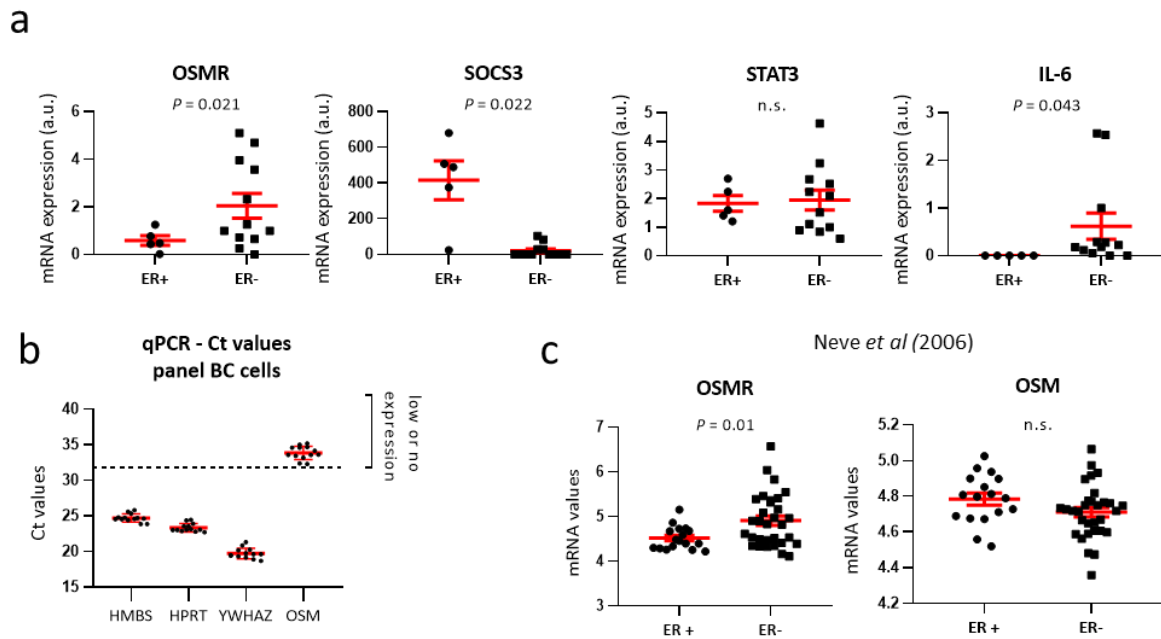 a
OSMR
P = 0.021
mRNA expression (a.u.)
6
4
2
0
ER+
ER-
SOCS3
P = 0.022
mRNA expression (a.u.)
800
600
400
200
0
ER+
ER-
STAT3
n.s.
mRNA expression (a.u.)
5
4
3
2
1
0
ER+
ER-
IL-6
P = 0.043
mRNA expression (a.u.)
3
2
1
0
ER+
ER-
b
qPCR - Ct values
panel BC cells
Ct values
40
35
30
25
20
15
HMBS
HPRT
YWHAZ
OSM
low or no
expression
c
Neve et al (2006)
OSMR
P = 0.01
mRNA values
7
6
5
4
3
ER +
ER-
OSM
n.s.
mRNA values
5.2
5.0
4.8
4.6
4.4
4.2
ER +
ER-